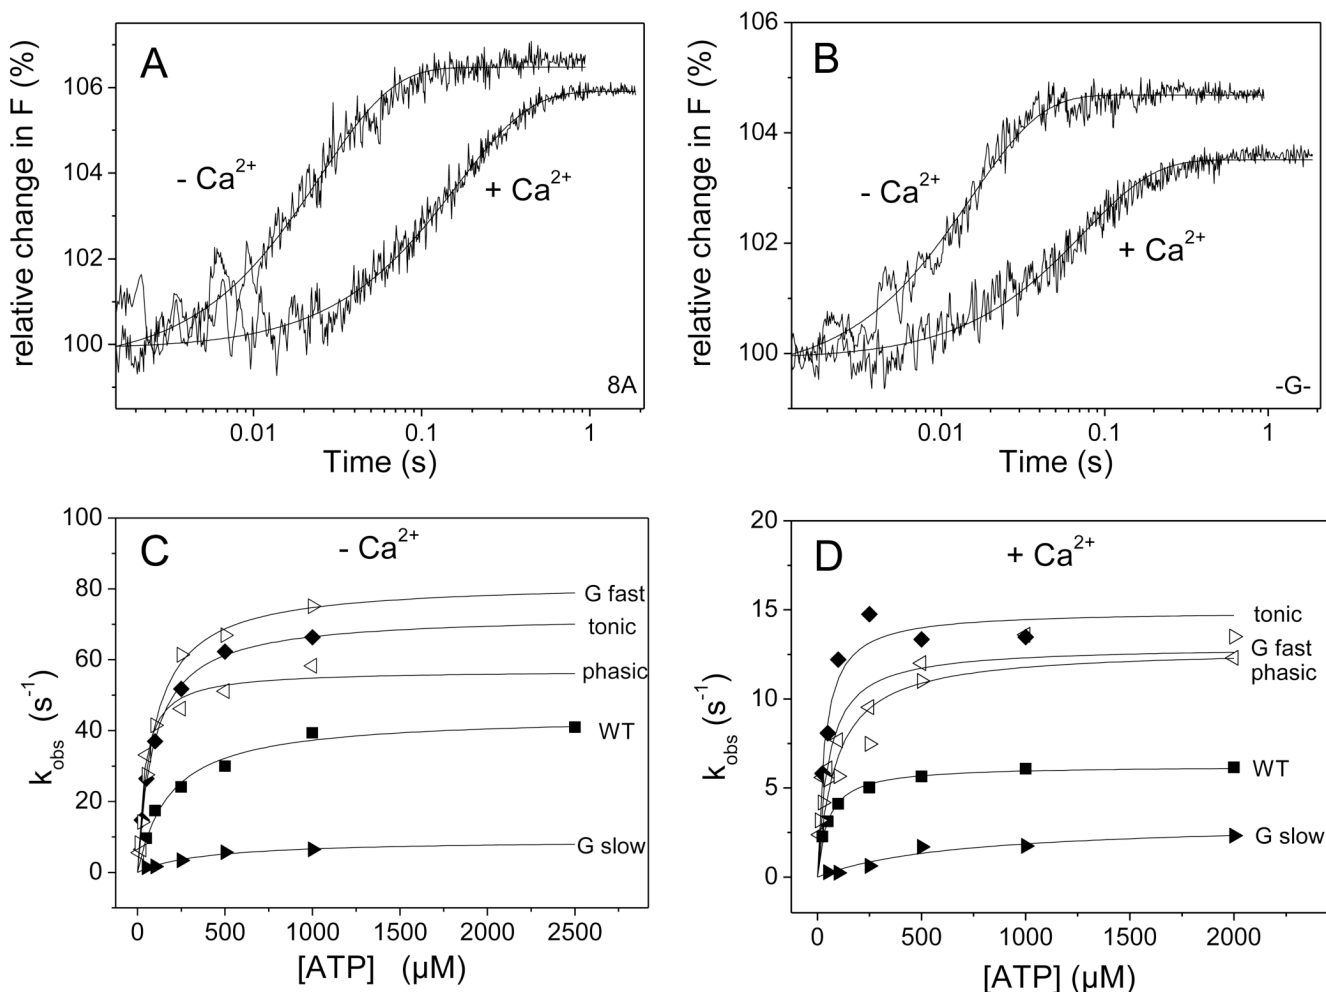 A
relative change in F (%)
106
104
102
100
- Ca²⁺
+ Ca²⁺
8A
0.01
0.1
1
Time (s)
B
relative change in F (%)
106
104
102
100
- Ca²⁺
+ Ca²⁺
-G-
0.01
0.1
1
Time (s)
C
- Ca²⁺
kobs (s⁻¹)
100
80
60
40
20
0
G fast
tonic
phasic
WT
G slow
0 500 1000 1500 2000 2500
[ATP] (μM)
D
+ Ca²⁺
kobs (s⁻¹)
20
15
10
5
0
tonic
G fast
phasic
WT
G slow
0 500 1000 1500 2000
[ATP] (μM)